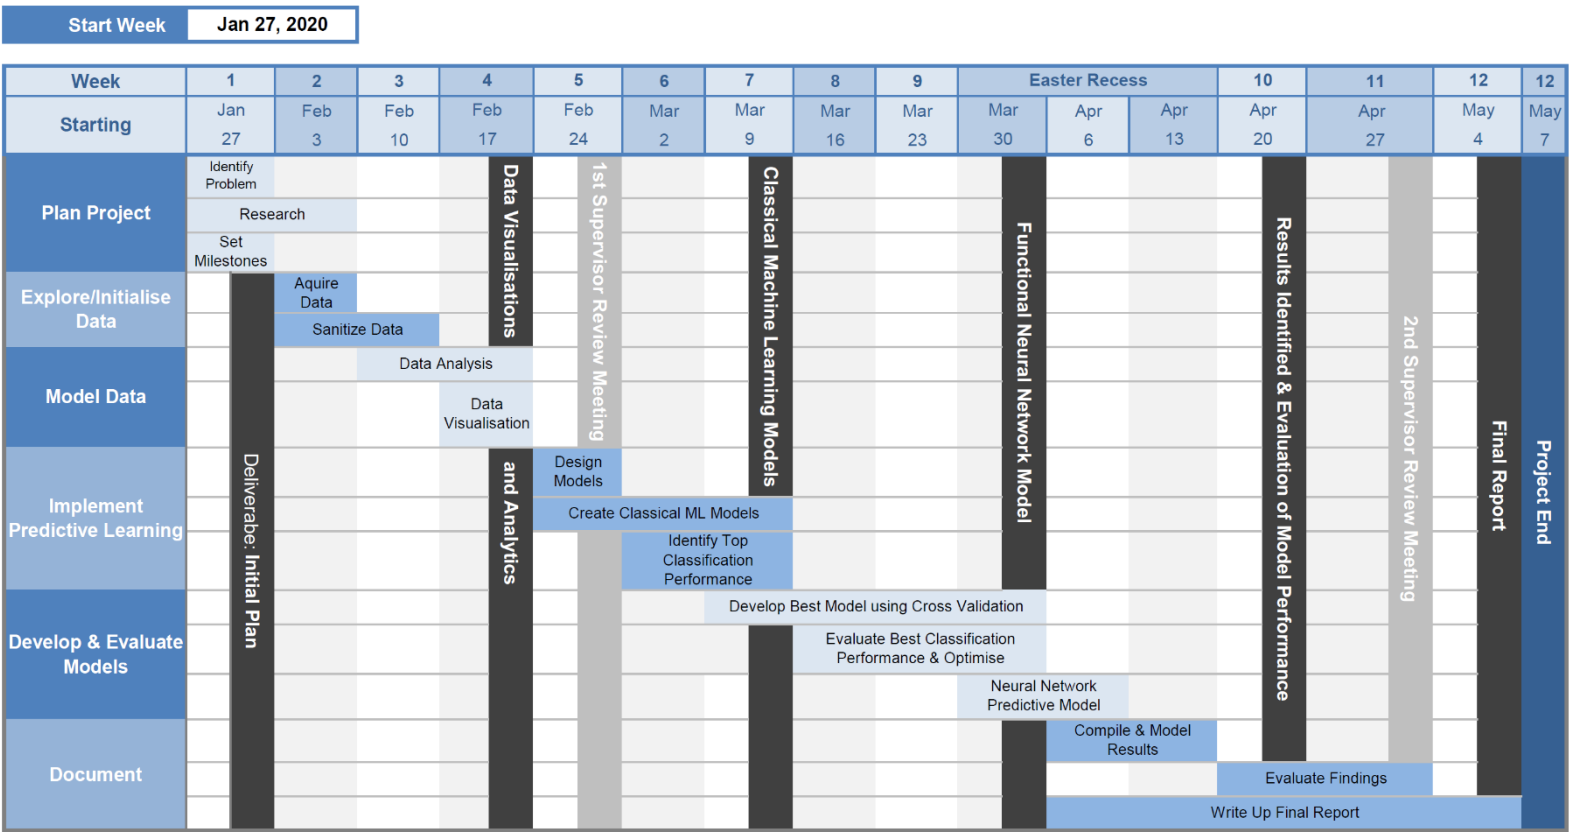 Start Week Jan 27, 2020
Week 1 2 3 4 5 6 7 8 9 Easter Recess 10 11 12 12
Starting Jan Feb Feb Feb Feb Mar Mar Mar Mar Mar Apr Apr Apr Apr May May
27 3 10 17 24 2 9 16 23 30 6 13 20 27 4 7
Plan Project
Identify
Problem
Research
Set
Milestones
Explore/Initialise
Data
Aquire
Data
Sanitize Data
Model Data
Data Analysis
Data
Visualisation
Implement
Predictive Learning
Design
Models
Create Classical ML Models
Identify Top
Classification
Performance
Develop & Evaluate
Models
Develop Best Model using Cross Validation
Evaluate Best Classification
Performance & Optimise
Neural Network
Predictive Model
Document
Compile & Model
Results
Evaluate Findings
Write Up Final Report
Deliverabe: Initial Plan
Data Visualisations and Analytics
1st Supervisor Review Meeting
Classical Machine Learning Models
Functional Neural Network Model
Results Identified & Evaluation of Model Performance
2nd Supervisor Review Meeting
Final Report
Project End